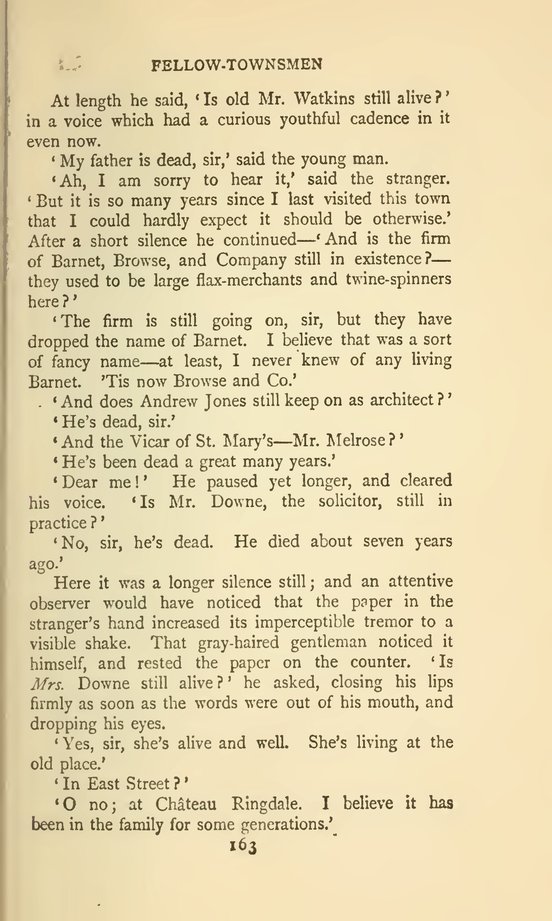 FELLOW-TOWNSMEN
At length he said, ‘Is old Mr. Watkins still alive?’
in a voice which had a curious youthful cadence in it
even now.
‘My father is dead, sir,’ said the young man.
‘Ah, I am sorry to hear it,’ said the stranger.
‘But it is so many years since I last visited this town
that I could hardly expect it should be otherwise.’
After a short silence he continued—‘And is the firm
of Barnet, Browse, and Company still in existence?—
they used to be large flax-merchants and twine-spinners
here?’
‘The firm is still going on, sir, but they have
dropped the name of Barnet. I believe that was a sort
of fancy name—at least, I never knew of any living
Barnet. ’Tis now Browse and Co.’
‘And does Andrew Jones still keep on as architect?’
‘He’s dead, sir.’
‘And the Vicar of St. Mary’s—Mr. Melrose?’
‘He’s been dead a great many years.’
‘Dear me!’ He paused yet longer, and cleared
his voice. ‘Is Mr. Downe, the solicitor, still in
practice?’
‘No, sir, he’s dead. He died about seven years
ago.’
Here it was a longer silence still; and an attentive
observer would have noticed that the paper in the
stranger’s hand increased its imperceptible tremor to a
visible shake. That gray-haired gentleman noticed it
himself, and rested the paper on the counter. ‘Is
Mrs. Downe still alive?’ he asked, closing his lips
firmly as soon as the words were out of his mouth, and
dropping his eyes.
‘Yes, sir, she’s alive and well. She’s living at the
old place.’
‘In East Street?’
‘O no; at Château Ringdale. I believe it has
been in the family for some generations.’
163